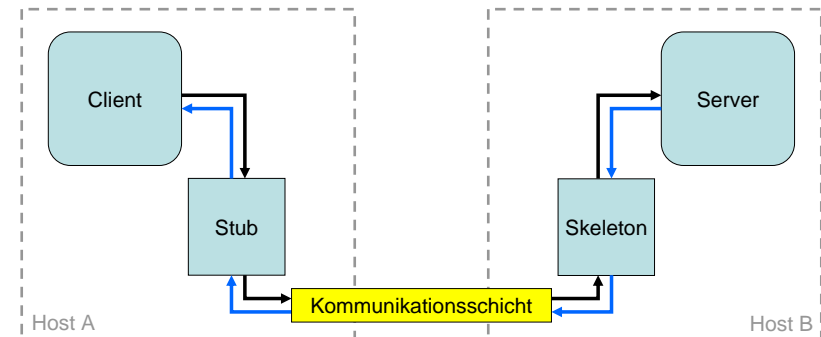 Client
Server
Stub
Skeleton
Kommunikationsschicht
Host A
Host B